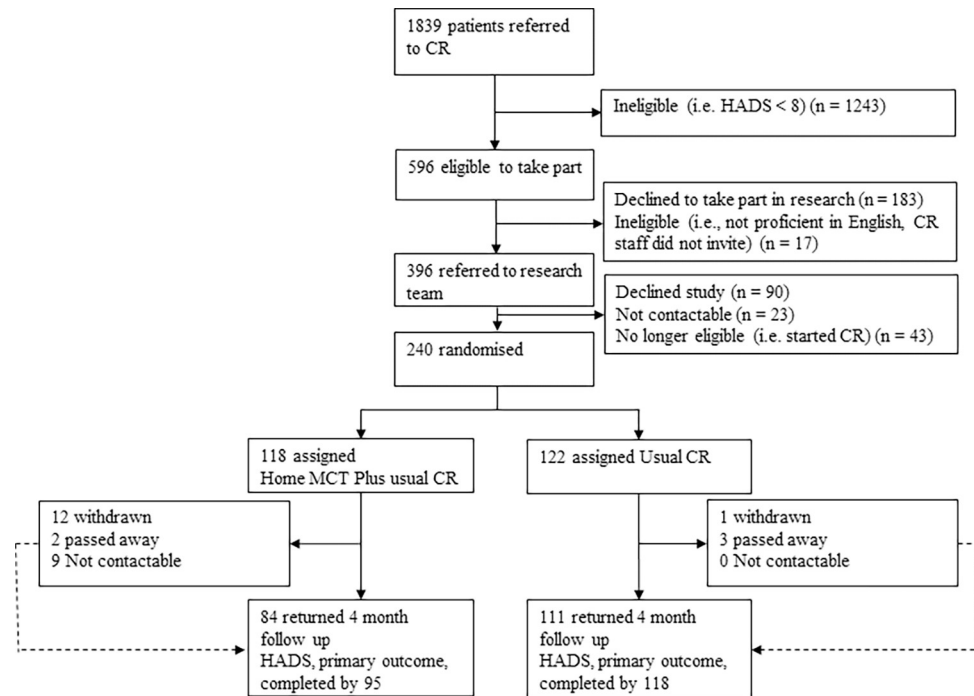 1839 patients referred
to CR
Ineligible (i.e. HADS < 8) (n = 1243)
596 eligible to take part
Declined to take part in research (n = 183)
Ineligible (i.e., not proficient in English, CR
staff did not invite) (n = 17)
396 referred to research
team
Declined study (n = 90)
Not contactable (n = 23)
No longer eligible (i.e. started CR) (n = 43)
240 randomised
118 assigned
Home MCT Plus usual CR
122 assigned Usual CR
12 withdrawn
2 passed away
9 Not contactable
1 withdrawn
3 passed away
0 Not contactable
84 returned 4 month
follow up
HADS, primary outcome,
completed by 95
111 returned 4 month
follow up
HADS, primary outcome,
completed by 118